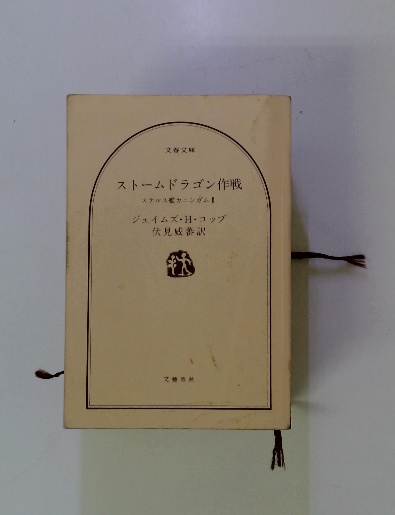 文春文庫
ストームドラゴン作戦
ステルス艦カニンガムⅡ
ジェイムズ・H・コッブ
伏見威蕃訳
文藝春秋